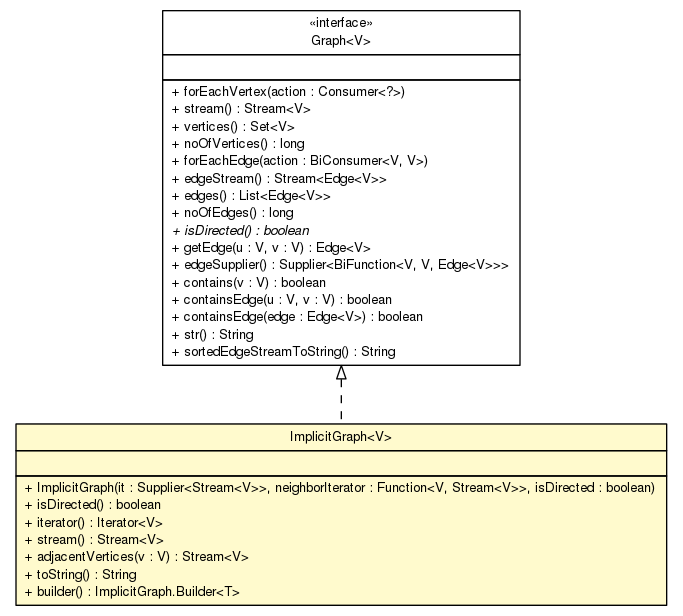 «interface»
Graph<V>
+ forEachVertex(action : Consumer<?>)
+ stream() : Stream<V>
+ vertices() : Set<V>
+ noOfVertices() : long
+ forEachEdge(action : BiConsumer<V, V>)
+ edgeStream() : Stream<Edge<V>>
+ edges() : List<Edge<V>>
+ noOfEdges() : long
+ isDirected() : boolean
+ getEdge(u : V, v : V) : Edge<V>
+ edgeSupplier() : Supplier<BiFunction<V, V, Edge<V>>>
+ contains(v : V) : boolean
+ containsEdge(u : V, v : V) : boolean
+ containsEdge(edge : Edge<V>) : boolean
+ str() : String
+ sortedEdgeStreamToString() : String
ImplicitGraph<V>
+ ImplicitGraph(it : Supplier<Stream<V>>, neighborIterator : Function<V, Stream<V>>, isDirected : boolean)
+ isDirected() : boolean
+ iterator() : Iterator<V>
+ stream() : Stream<V>
+ adjacentVertices(v : V) : Stream<V>
+ toString() : String
+ builder() : ImplicitGraph.Builder<T>